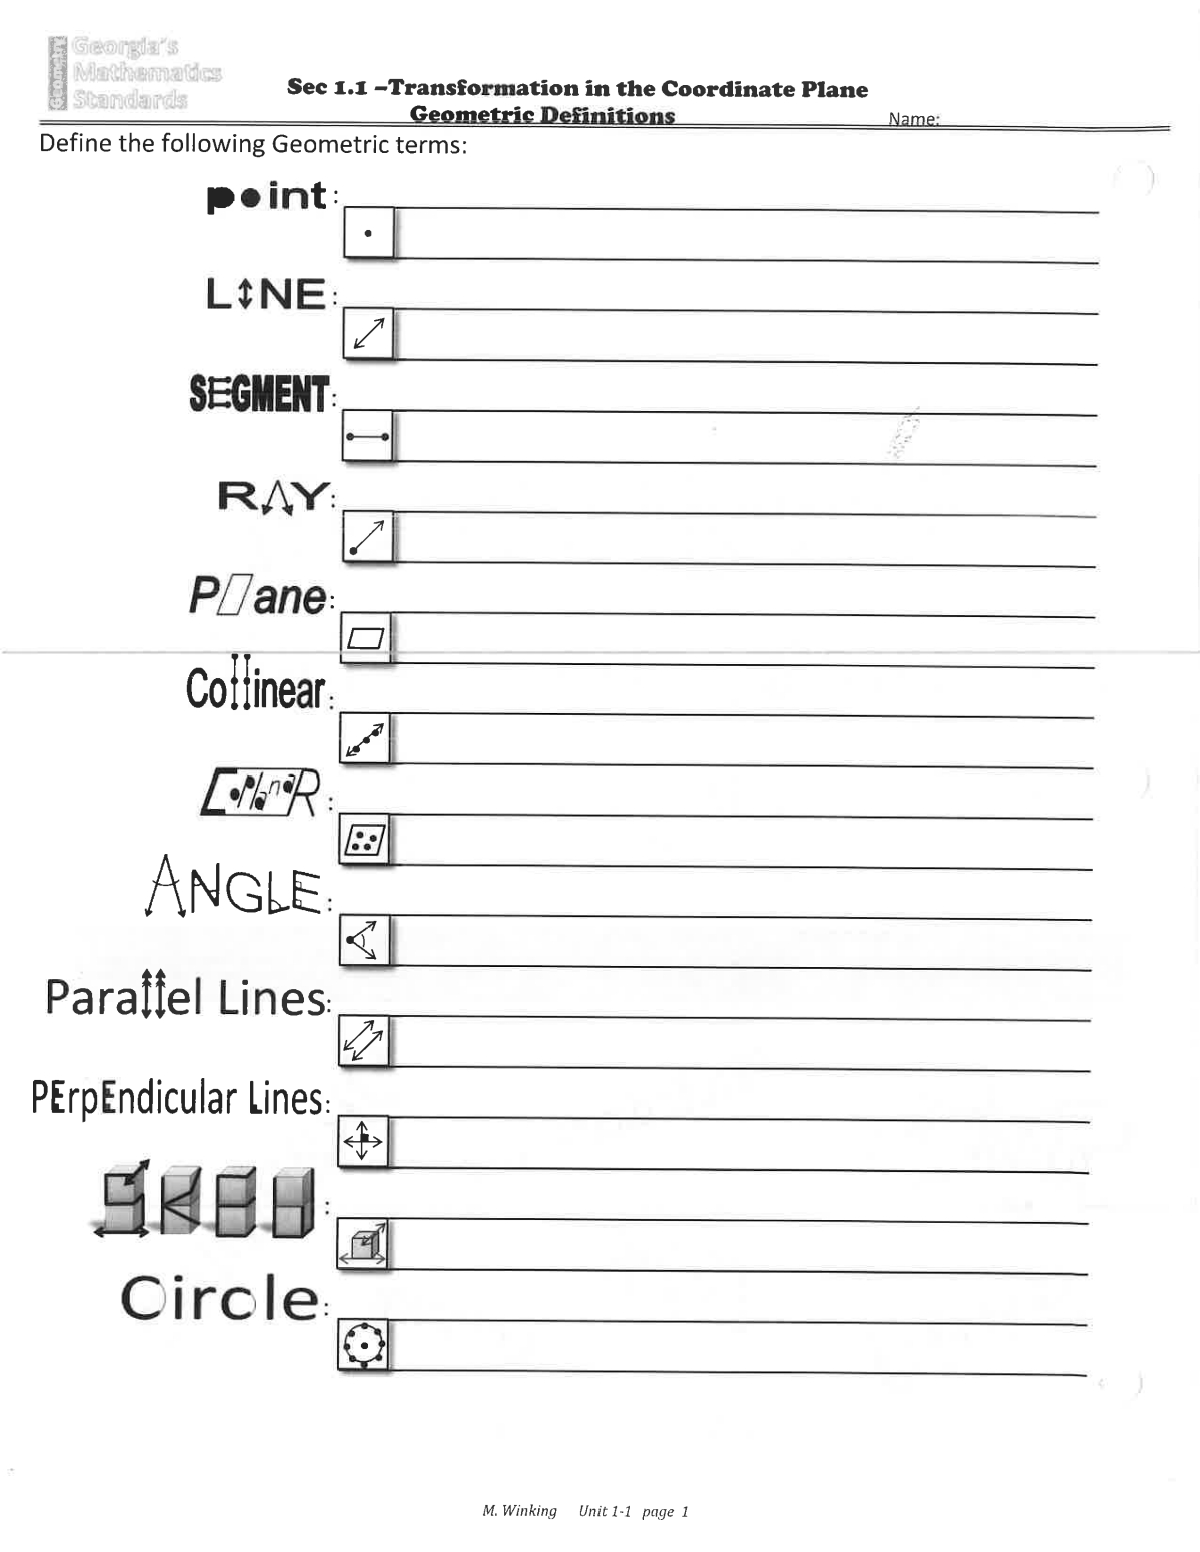 Geometry
Georgia's
Mathematics
Standards
Sec 1.1 –Transformation in the Coordinate Plane
Geometric Definitions
Name:
Define the following Geometric terms:
point:
LINE:
SEGMENT:
RAY:
Plane:
Collinear:
CoPlanaR:
ANGLE:
Parallel Lines:
PErpEndicular Lines:
SKEW:
Circle:
M. Winking Unit 1-1 page 1